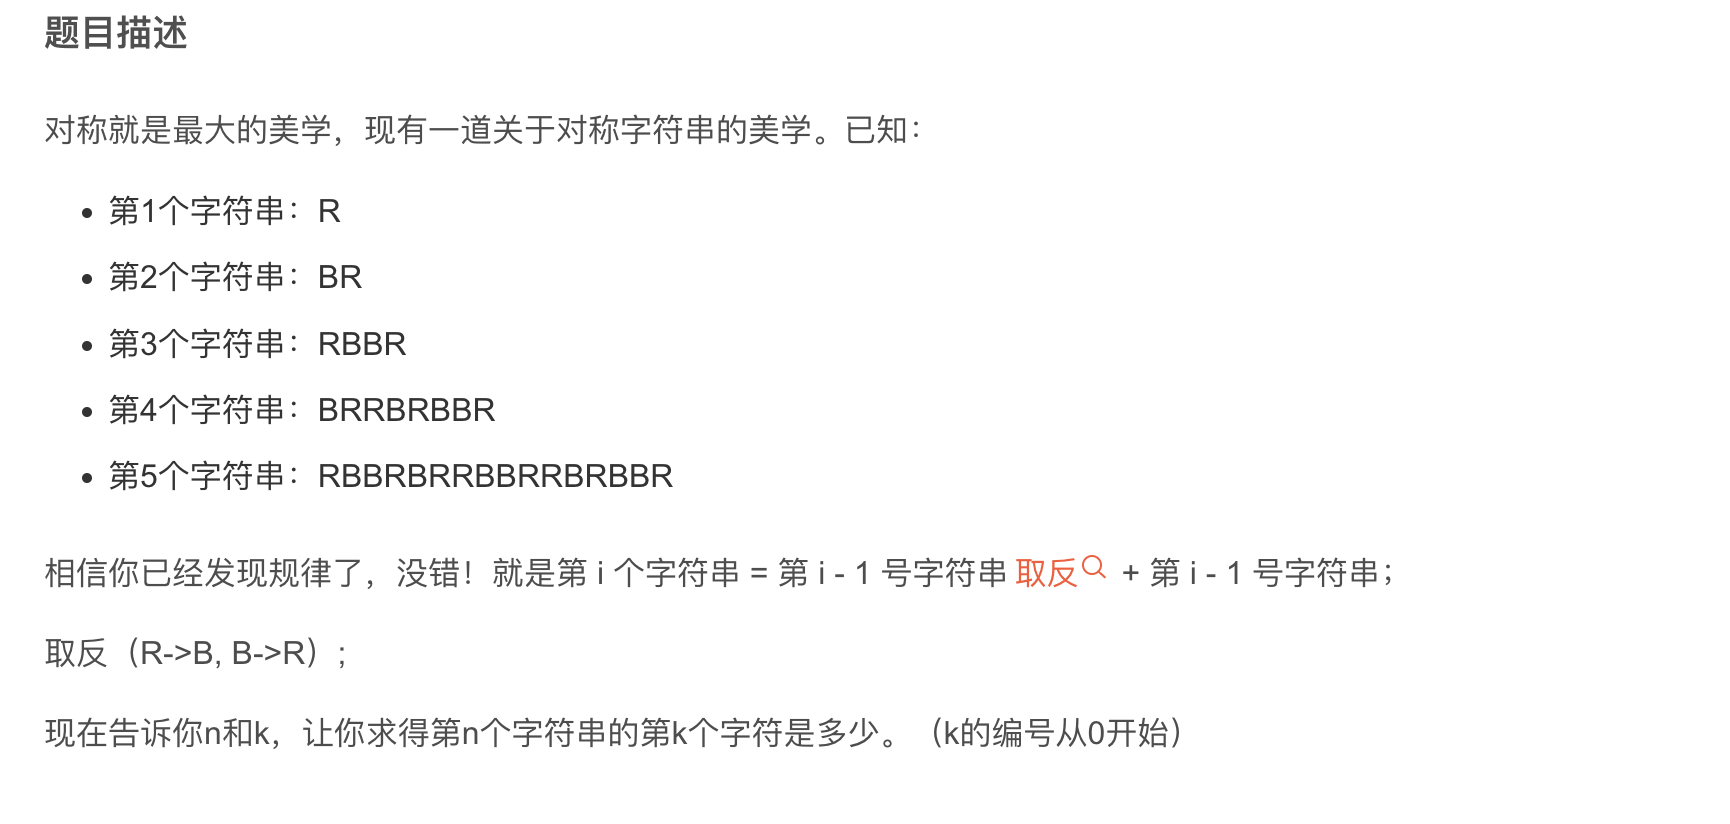 题目描述
对称就是最大的美学，现有一道关于对称字符串的美学。已知：
第1个字符串：R
第2个字符串：BR
第3个字符串：RBBR
第4个字符串：BRRBRBBR
第5个字符串：RBBRBRRBBRRBRBBR
相信你已经发现规律了，没错！就是第 i 个字符串 = 第 i - 1 号字符串 取反 + 第 i - 1 号字符串；
取反（R->B, B->R）；
现在告诉你n和k，让你求得第n个字符串的第k个字符是多少。（k的编号从0开始）